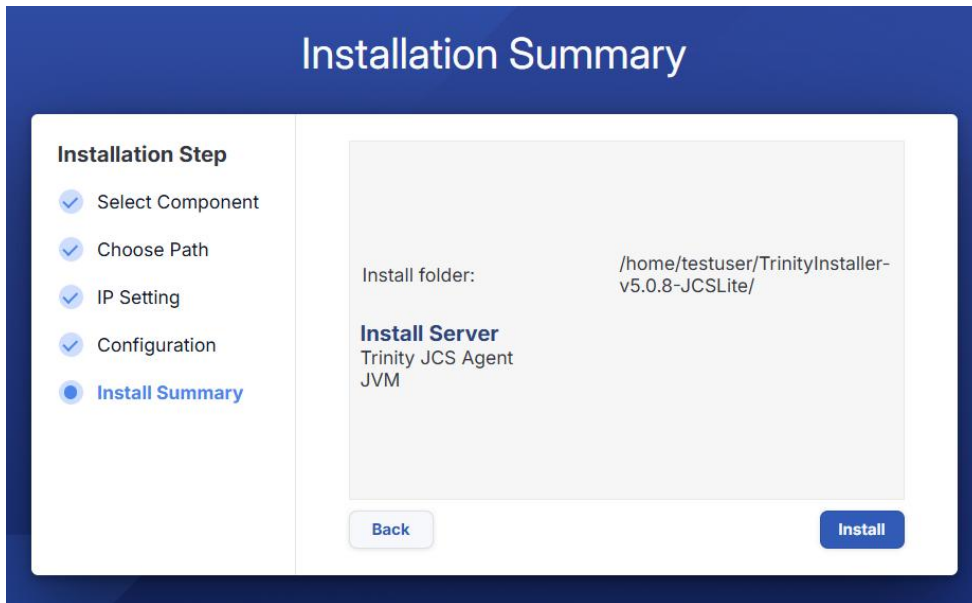 Installation Summary
Installation Step
Select Component
Choose Path
IP Setting
Configuration
Install Summary
Install folder:
/home/testuser/TrinityInstaller-
v5.0.8-JCSLite/
Install Server
Trinity JCS Agent
JVM
Back
Install